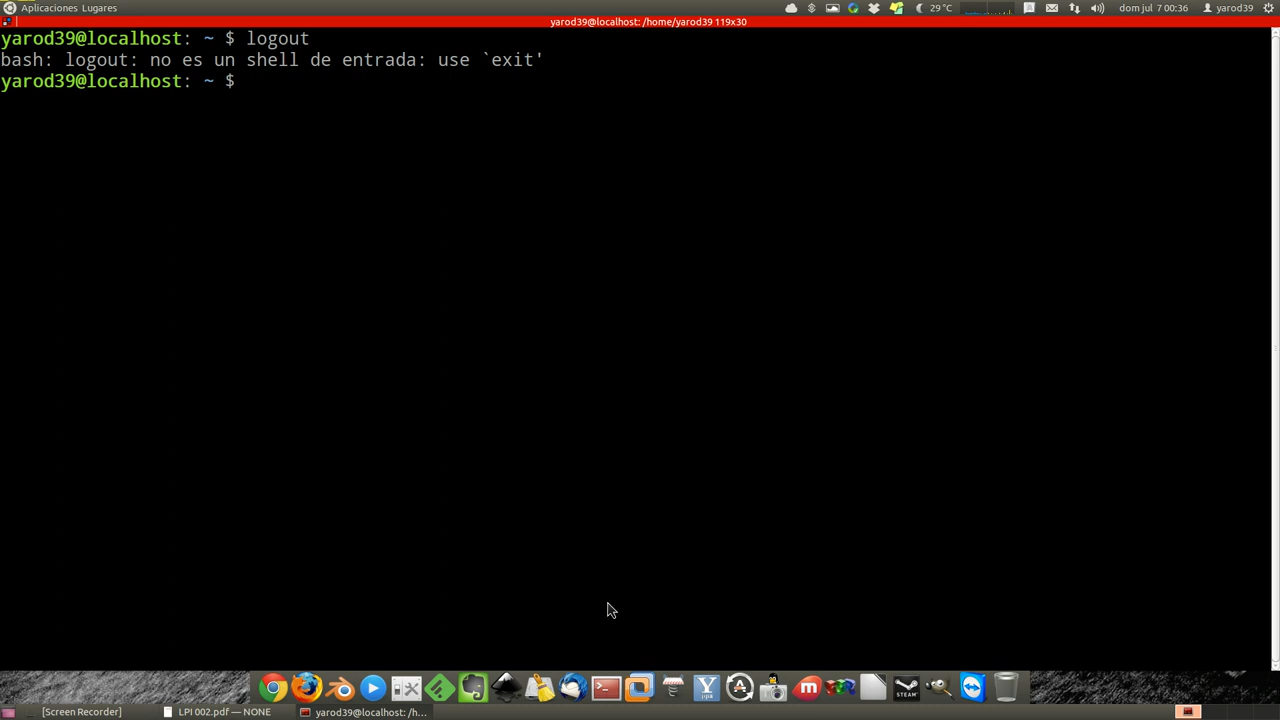 Aplicaciones Lugares
29 °C
dom jul 7 00:36
yarod39
yarod39@localhost: /home/yarod39 119x30
yarod39@localhost: ~ $ logout
bash: logout: no es un shell de entrada: use `exit'
yarod39@localhost: ~ $
STEAM
[Screen Recorder]
LPI 002.pdf — NONE
yarod39@localhost: /h...